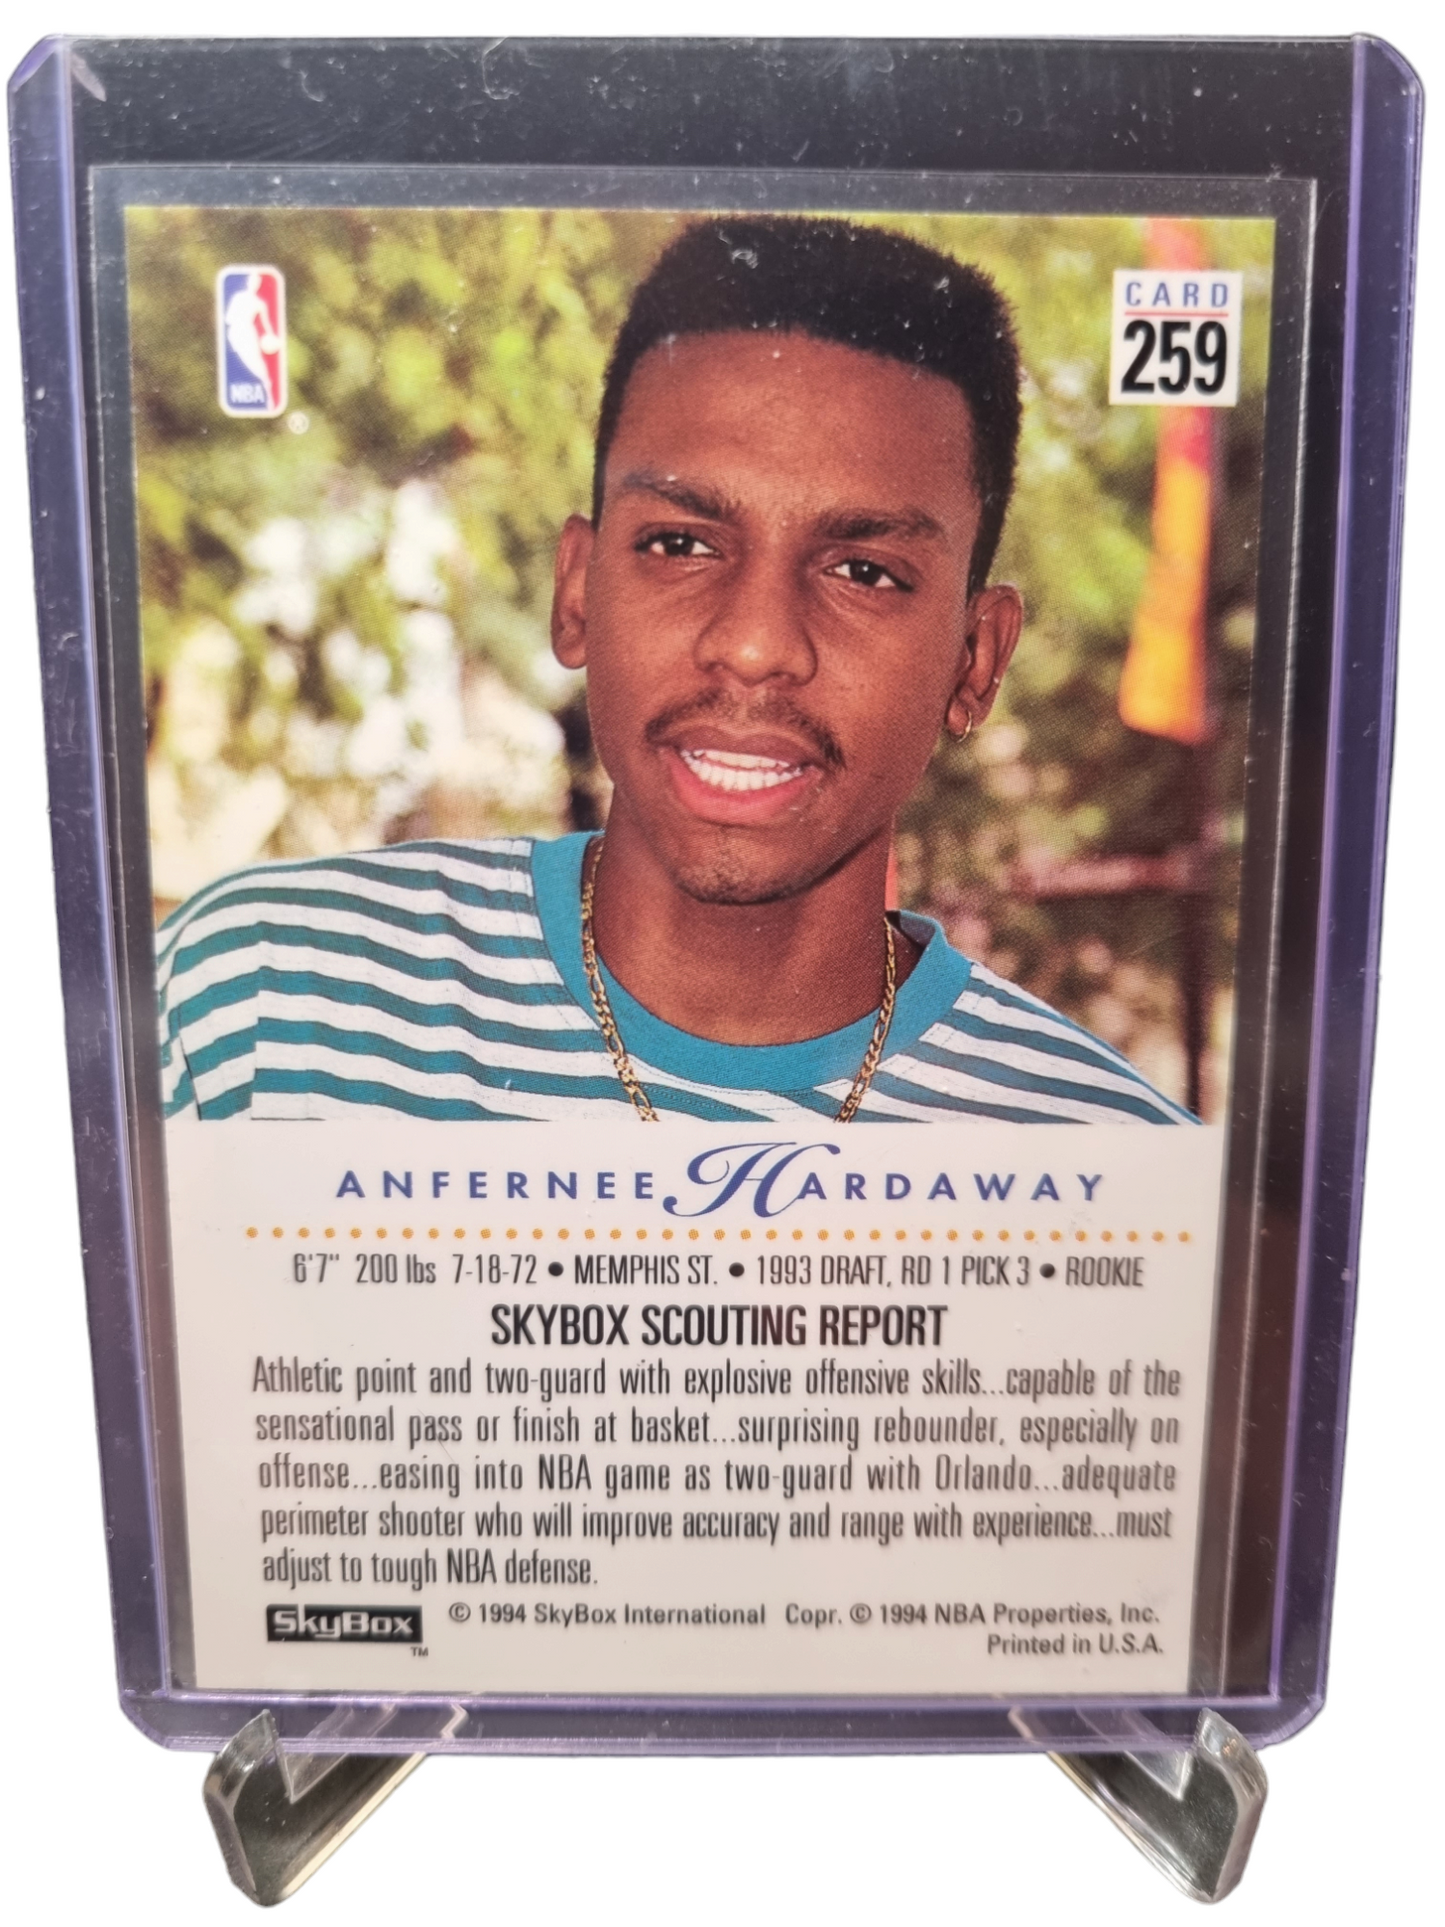 NBA
®
CARD
259
ANFERNEE HARDAWAY
6'7" 200 lbs 7-18-72 • MEMPHIS ST. • 1993 DRAFT, RD 1 PICK 3 • ROOKIE
SKYBOX SCOUTING REPORT
Athletic point and two-guard with explosive offensive skills...capable of the
sensational pass or finish at basket...surprising rebounder, especially on
offense...easing into NBA game as two-guard with Orlando...adequate
perimeter shooter who will improve accuracy and range with experience...must
adjust to tough NBA defense.
SkyBox TM © 1994 SkyBox International Copr. © 1994 NBA Properties, Inc.
Printed in U.S.A.